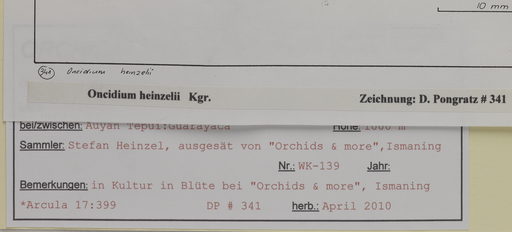 10 mm
341 Oncidium heinzelii
Oncidium heinzelii Kgr. Zeichnung: D. Pongratz # 341
bei/zwischen: Auyan Tepui:Guarayaca Höhe: 1000 m
Sammler: Stefan Heinzel, ausgesät von "Orchids & more",Ismaning
Nr.: WK-139 Jahr:
Bemerkungen: in Kultur in Blüte bei "Orchids & more", Ismaning
*Arcula 17:399 DP # 341 herb.: April 2010